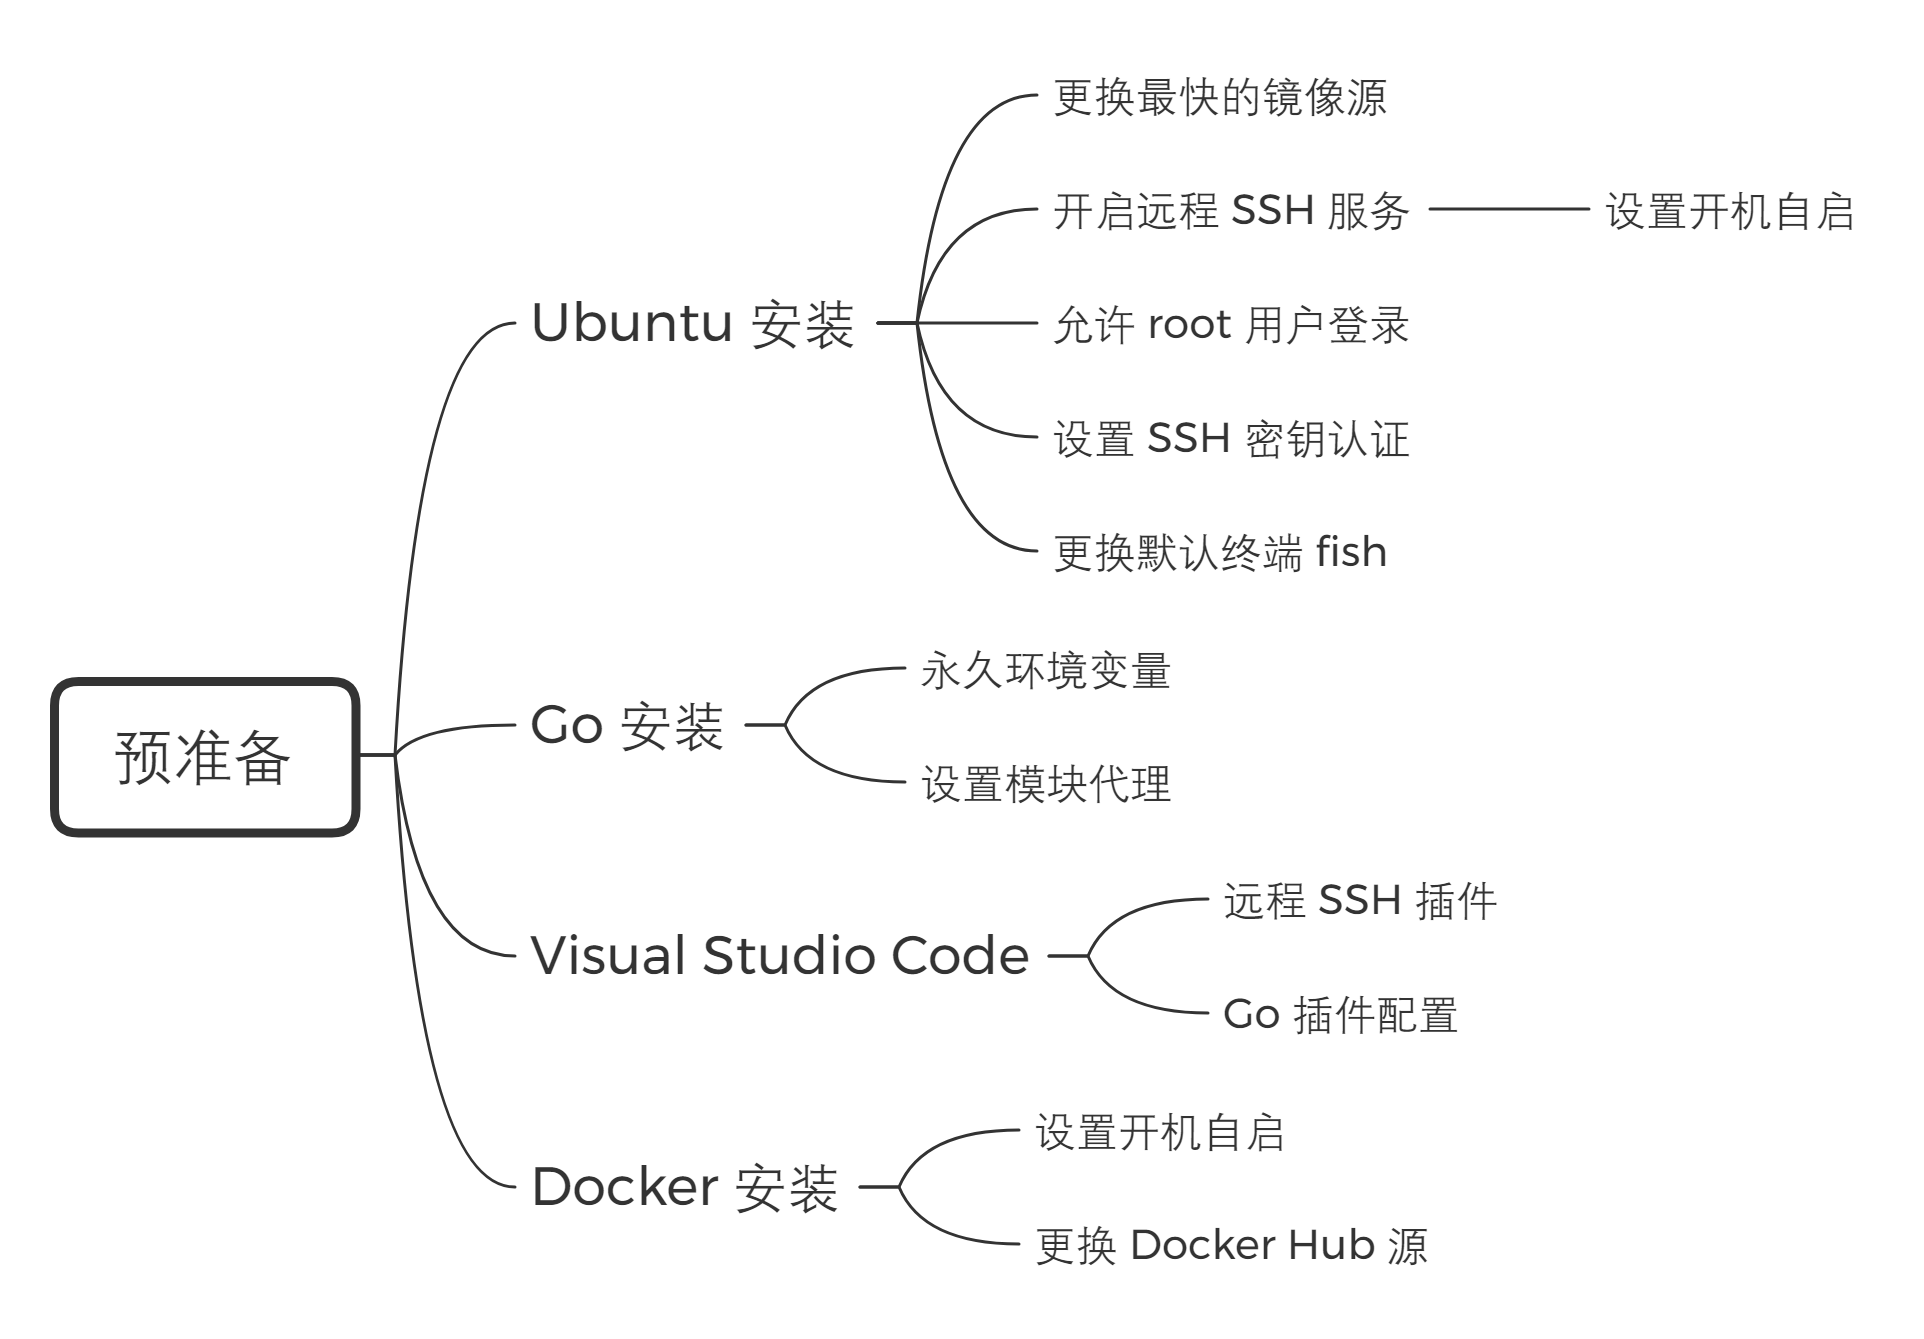 预准备
Ubuntu 安装
更换最快的镜像源
开启远程 SSH 服务
设置开机自启
允许 root 用户登录
设置 SSH 密钥认证
更换默认终端 fish
Go 安装
永久环境变量
设置模块代理
Visual Studio Code
远程 SSH 插件
Go 插件配置
Docker 安装
设置开机自启
更换 Docker Hub 源